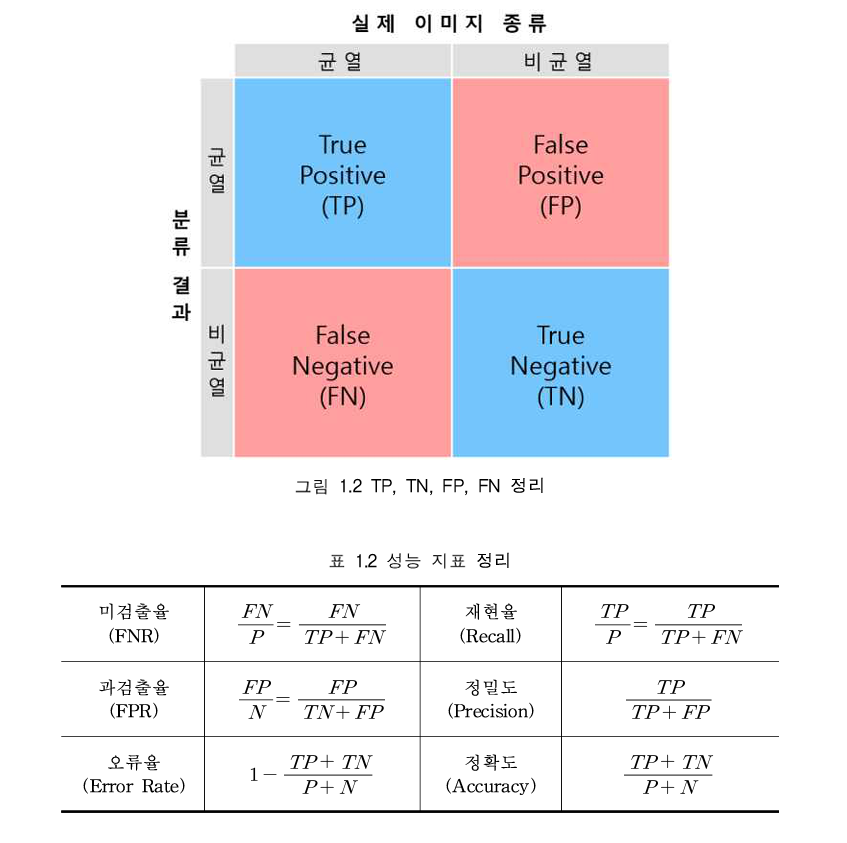 실제 이미지 종류
균열 비균열
균열
True
Positive
(TP)
False
Positive
(FP)
분류 결과
비균열
False
Negative
(FN)
True
Negative
(TN)
그림 1.2 TP, TN, FP, FN 정리
표 1.2 성능 지표 정리
미검출율
(FNR)
FN/P = FN/(TP + FN)
재현율
(Recall)
TP/P = TP/(TP + FN)
과검출율
(FPR)
FP/N = FP/(TN + FP)
정밀도
(Precision)
TP/(TP + FP)
오류율
(Error Rate)
1 − (TP + TN)/(P + N)
정확도
(Accuracy)
(TP + TN)/(P + N)